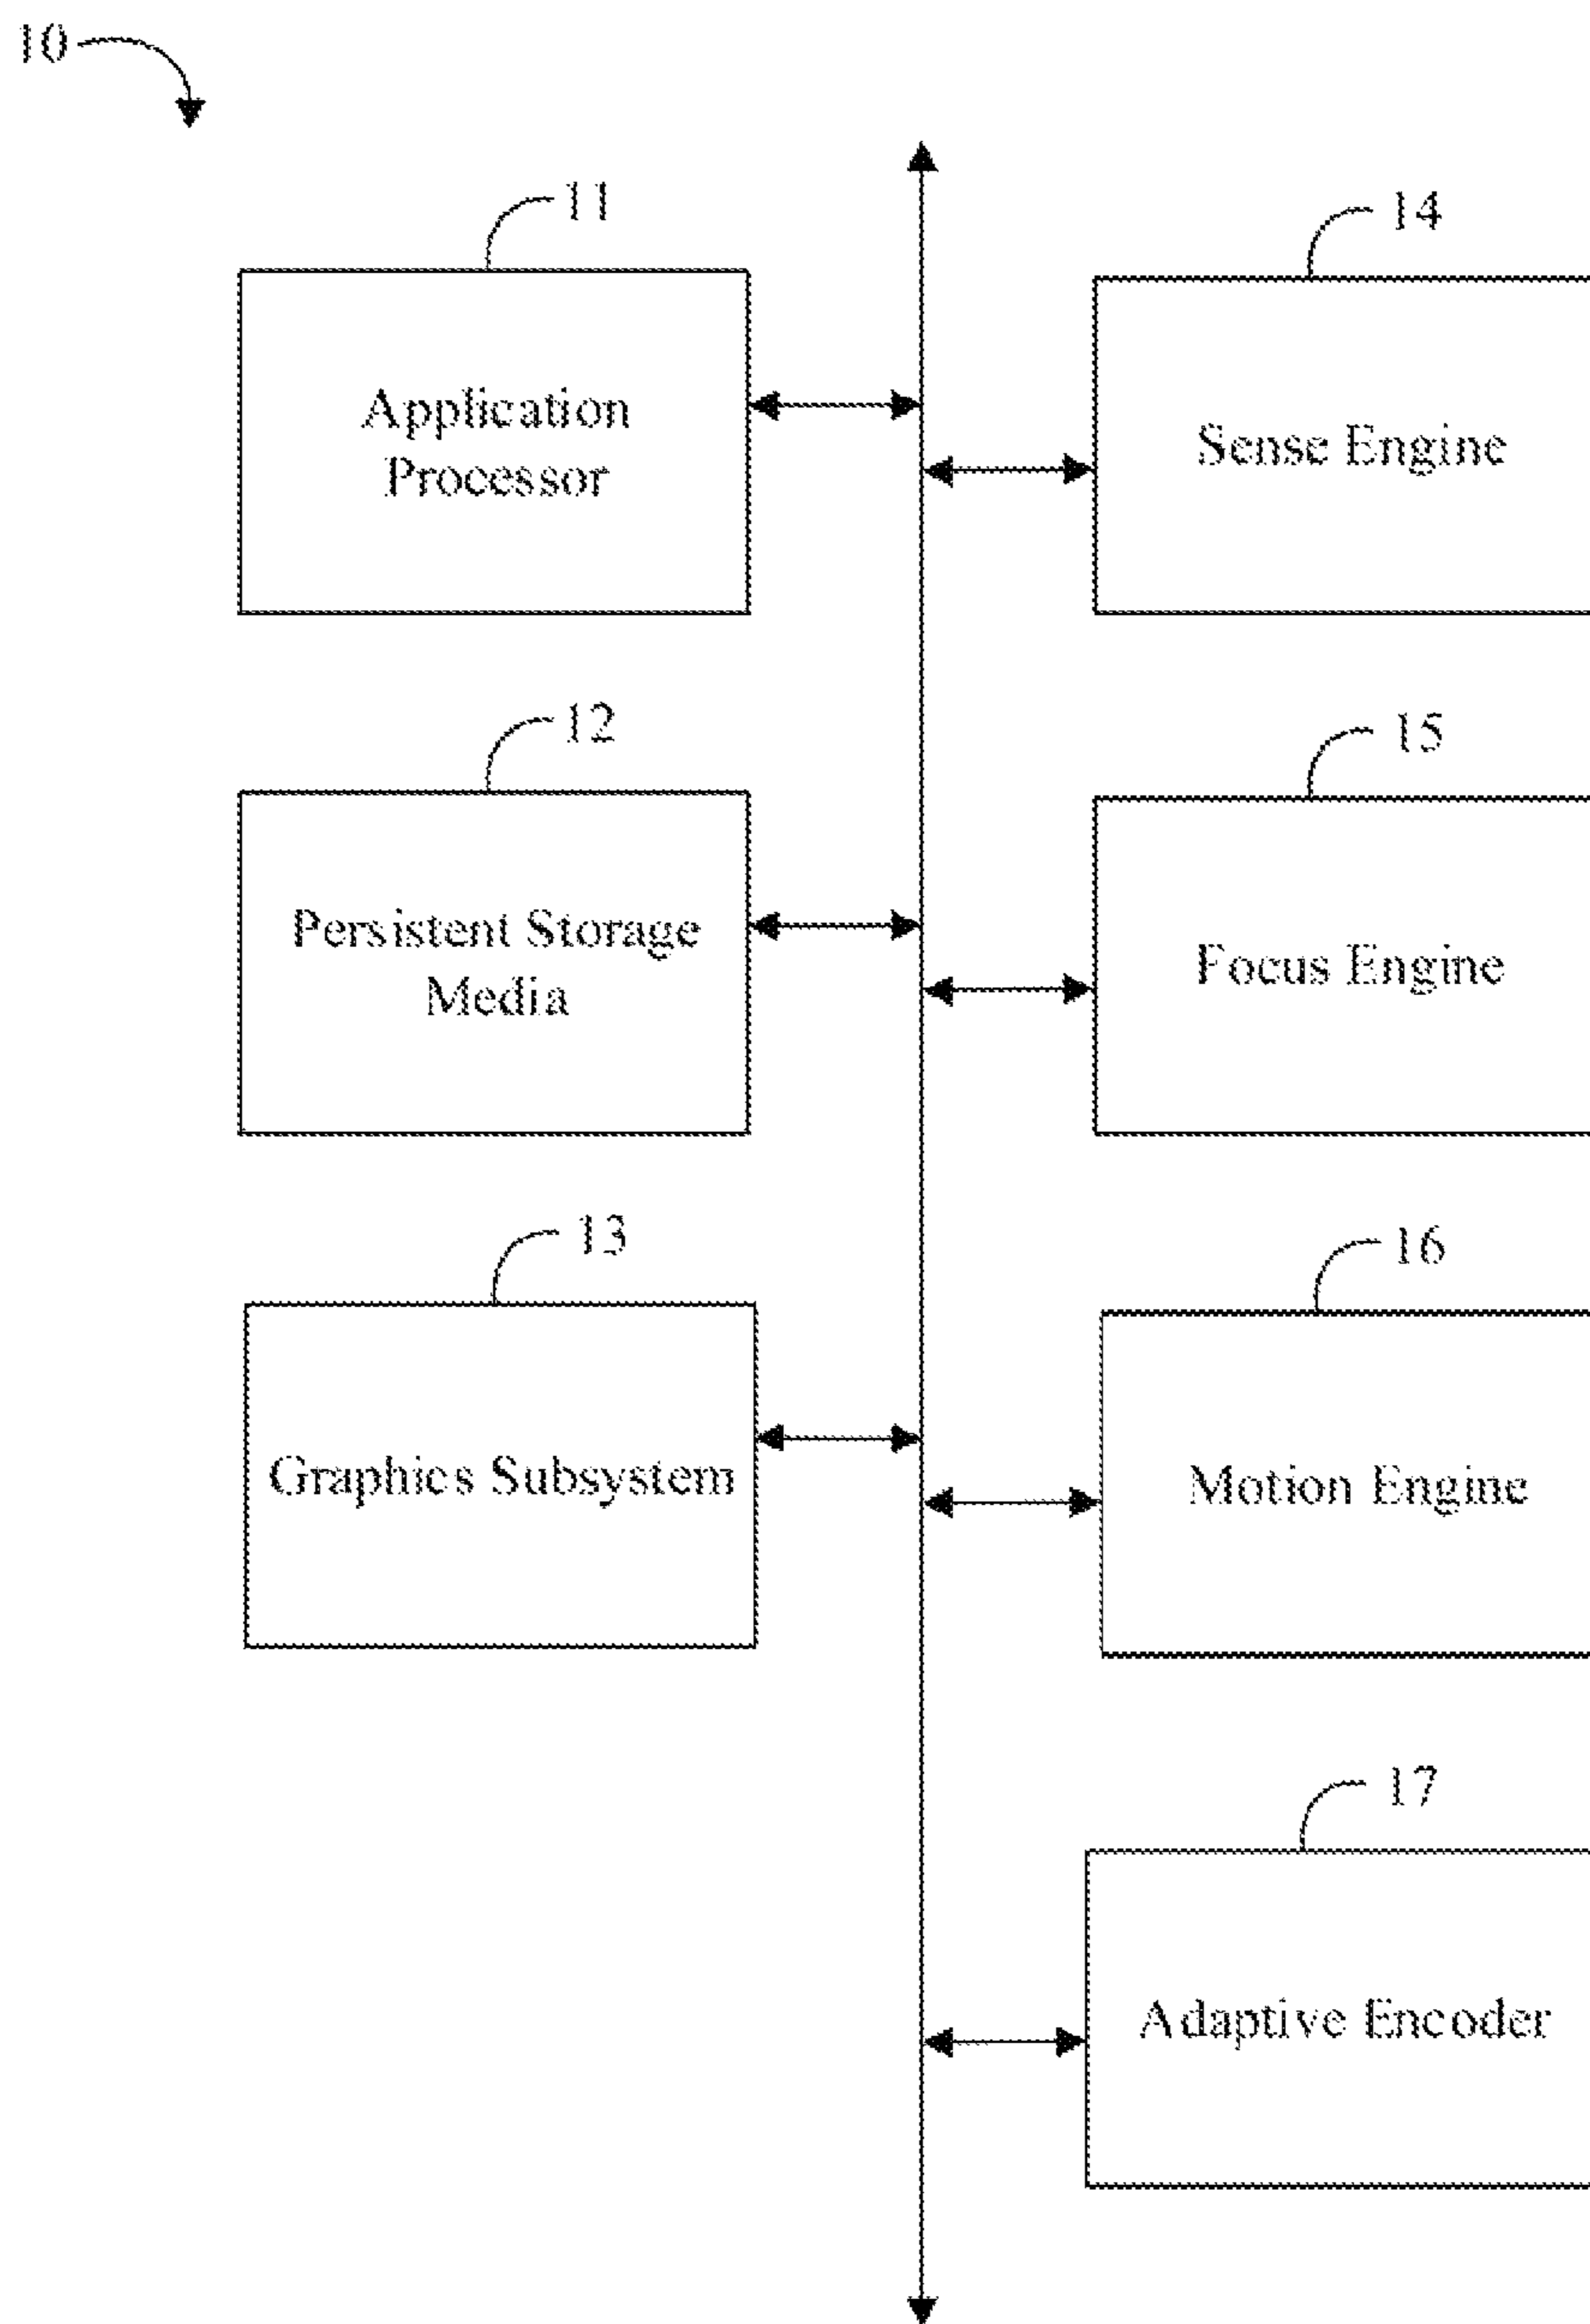 10
11
Application
Processor
12
Persistent Storage
Media
13
Graphics Subsystem
14
Sense Engine
15
Focus Engine
16
Motion Engine
17
Adaptive Encoder